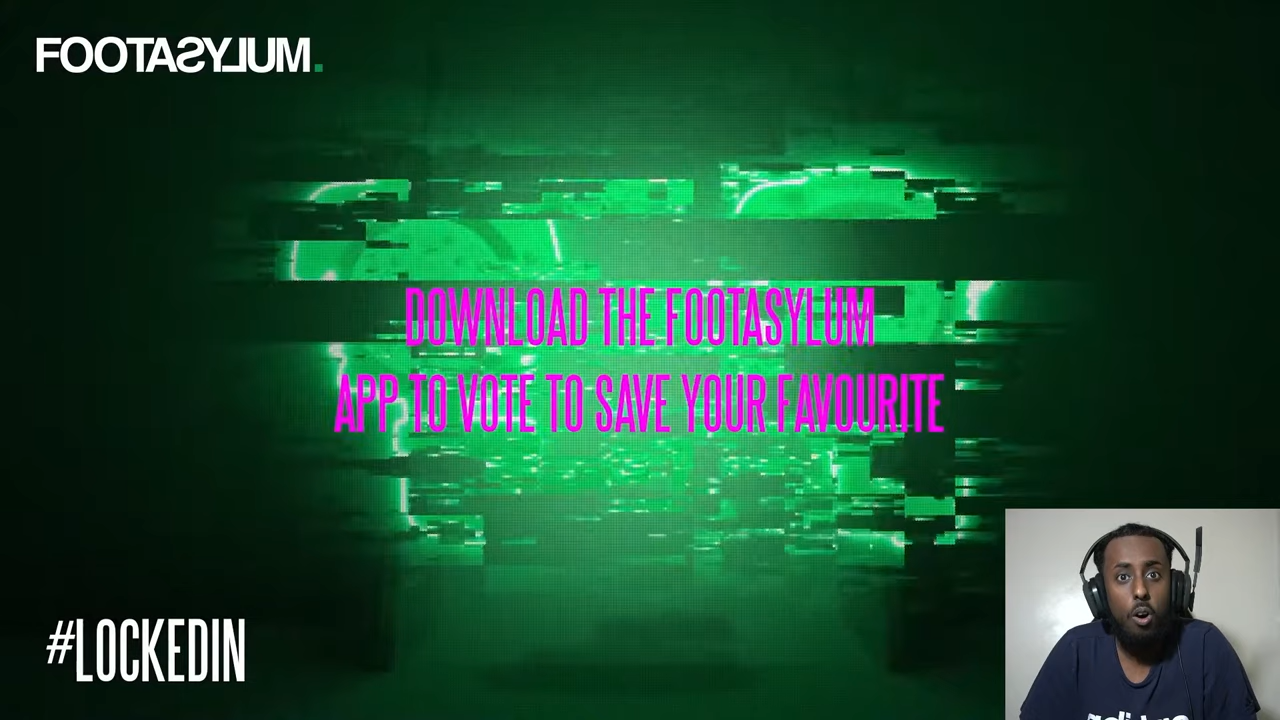 FOOTASYLUM.
DOWNLOAD THE FOOTASYLUM
APP TO VOTE TO SAVE YOUR FAVOURITE
#LOCKEDIN